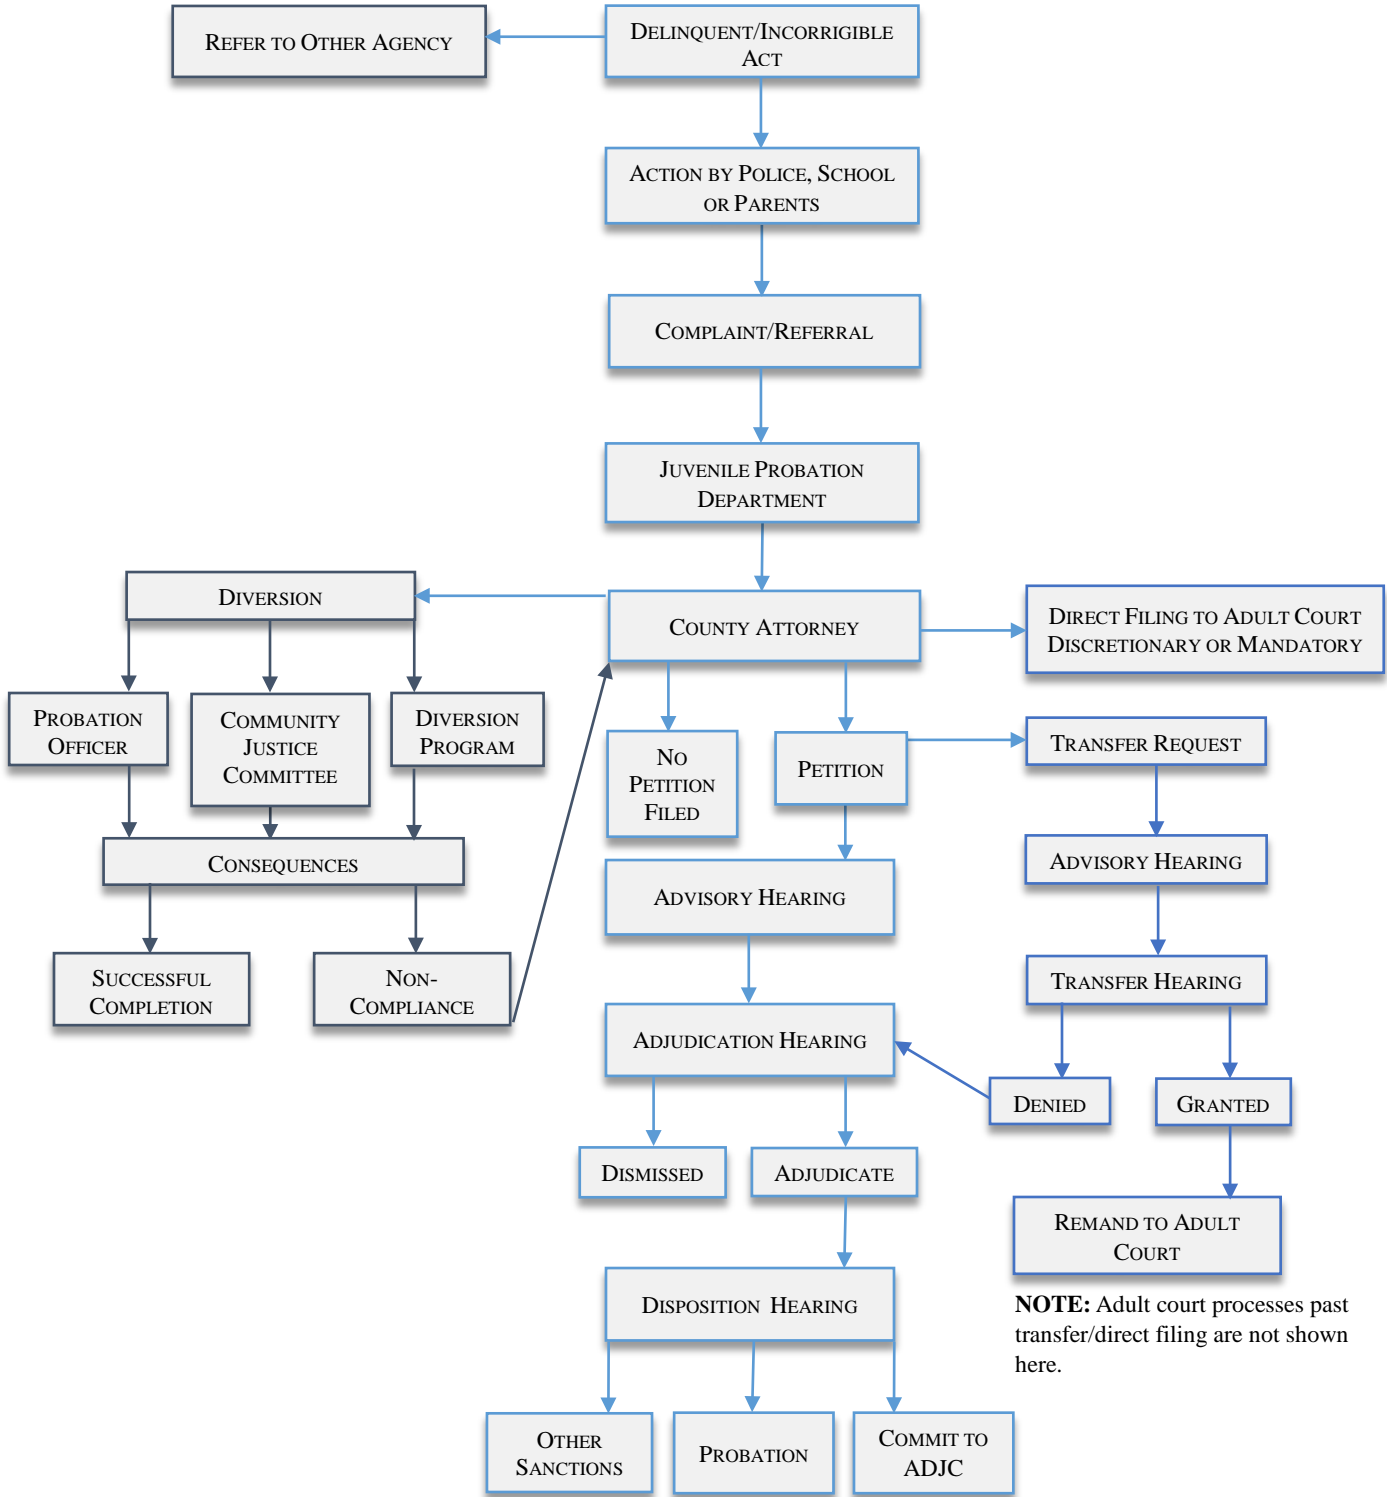 REFER TO OTHER AGENCY
DELINQUENT/INCORRIGIBLE
ACT
ACTION BY POLICE, SCHOOL
OR PARENTS
COMPLAINT/REFERRAL
JUVENILE PROBATION
DEPARTMENT
DIVERSION
COUNTY ATTORNEY
DIRECT FILING TO ADULT COURT
DISCRETIONARY OR MANDATORY
PROBATION
OFFICER
COMMUNITY
JUSTICE
COMMITTEE
DIVERSION
PROGRAM
NO
PETITION
FILED
PETITION
TRANSFER REQUEST
CONSEQUENCES
ADVISORY HEARING
ADVISORY HEARING
SUCCESSFUL
COMPLETION
NON-
COMPLIANCE
TRANSFER HEARING
ADJUDICATION HEARING
DENIED
GRANTED
DISMISSED
ADJUDICATE
REMAND TO ADULT
COURT
DISPOSITION HEARING
NOTE: Adult court processes past
transfer/direct filing are not shown
here.
OTHER
SANCTIONS
PROBATION
COMMIT TO
ADJC